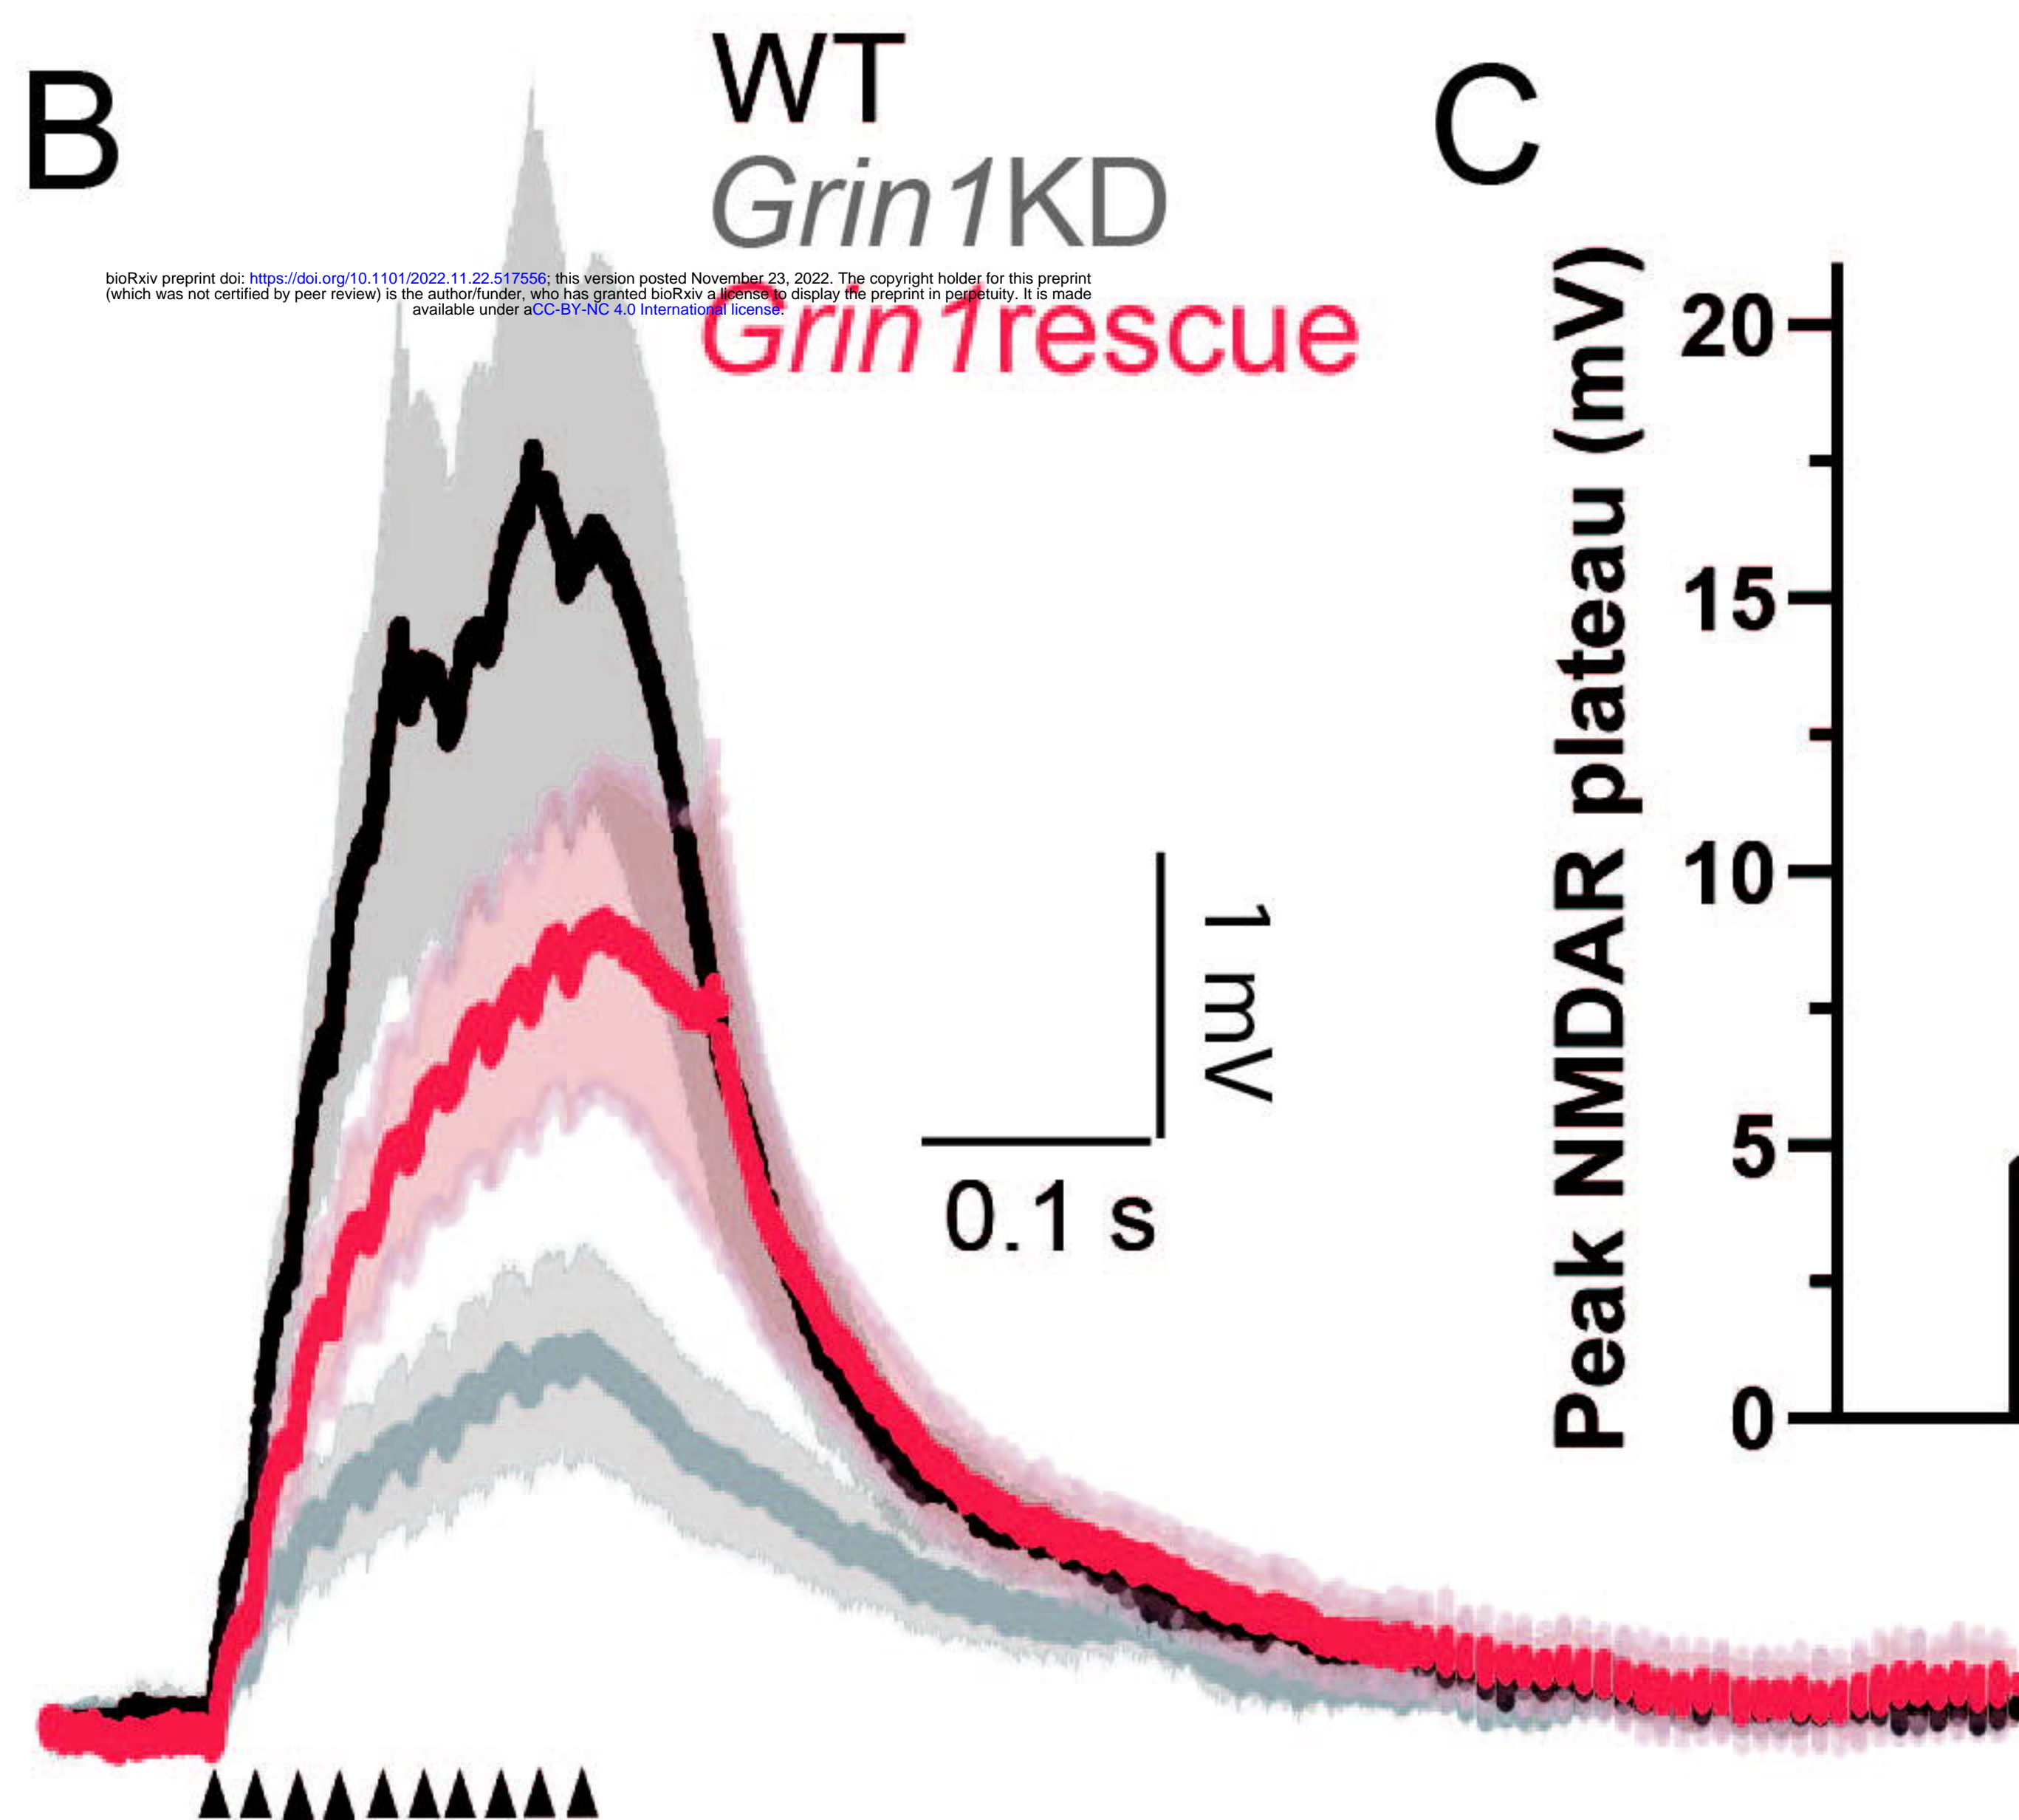 B
WT
Grin1KD
bioRxiv preprint doi: https://doi.org/10.1101/2022.11.22.517556; this version posted November 23, 2022. The copyright holder for this preprint
(which was not certified by peer review) is the author/funder, who has granted bioRxiv a license to display the preprint in perpetuity. It is made
available under aCC-BY-NC 4.0 International license.
Grin1rescue
1 mV
0.1 s
C
Peak NMDAR plateau (mV)
20
15
10
5
0